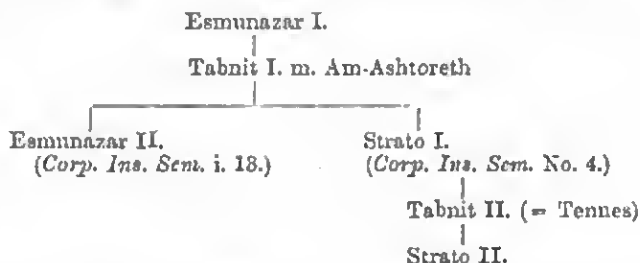 Esmunazar I.
Tabnit I. m. Am-Ashtoreth
Esmunazar II. Strato I.
(Corp. Ins. Sem. i. 18.) (Corp. Ins. Sem. No. 4.)
Tabnit II. (= Tennes)
Strato II.